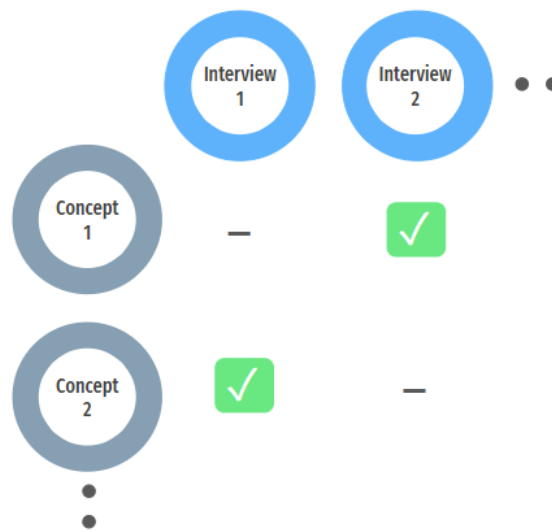 Interview
1
Interview
2
Concept
1
–
✓
Concept
2
✓
–